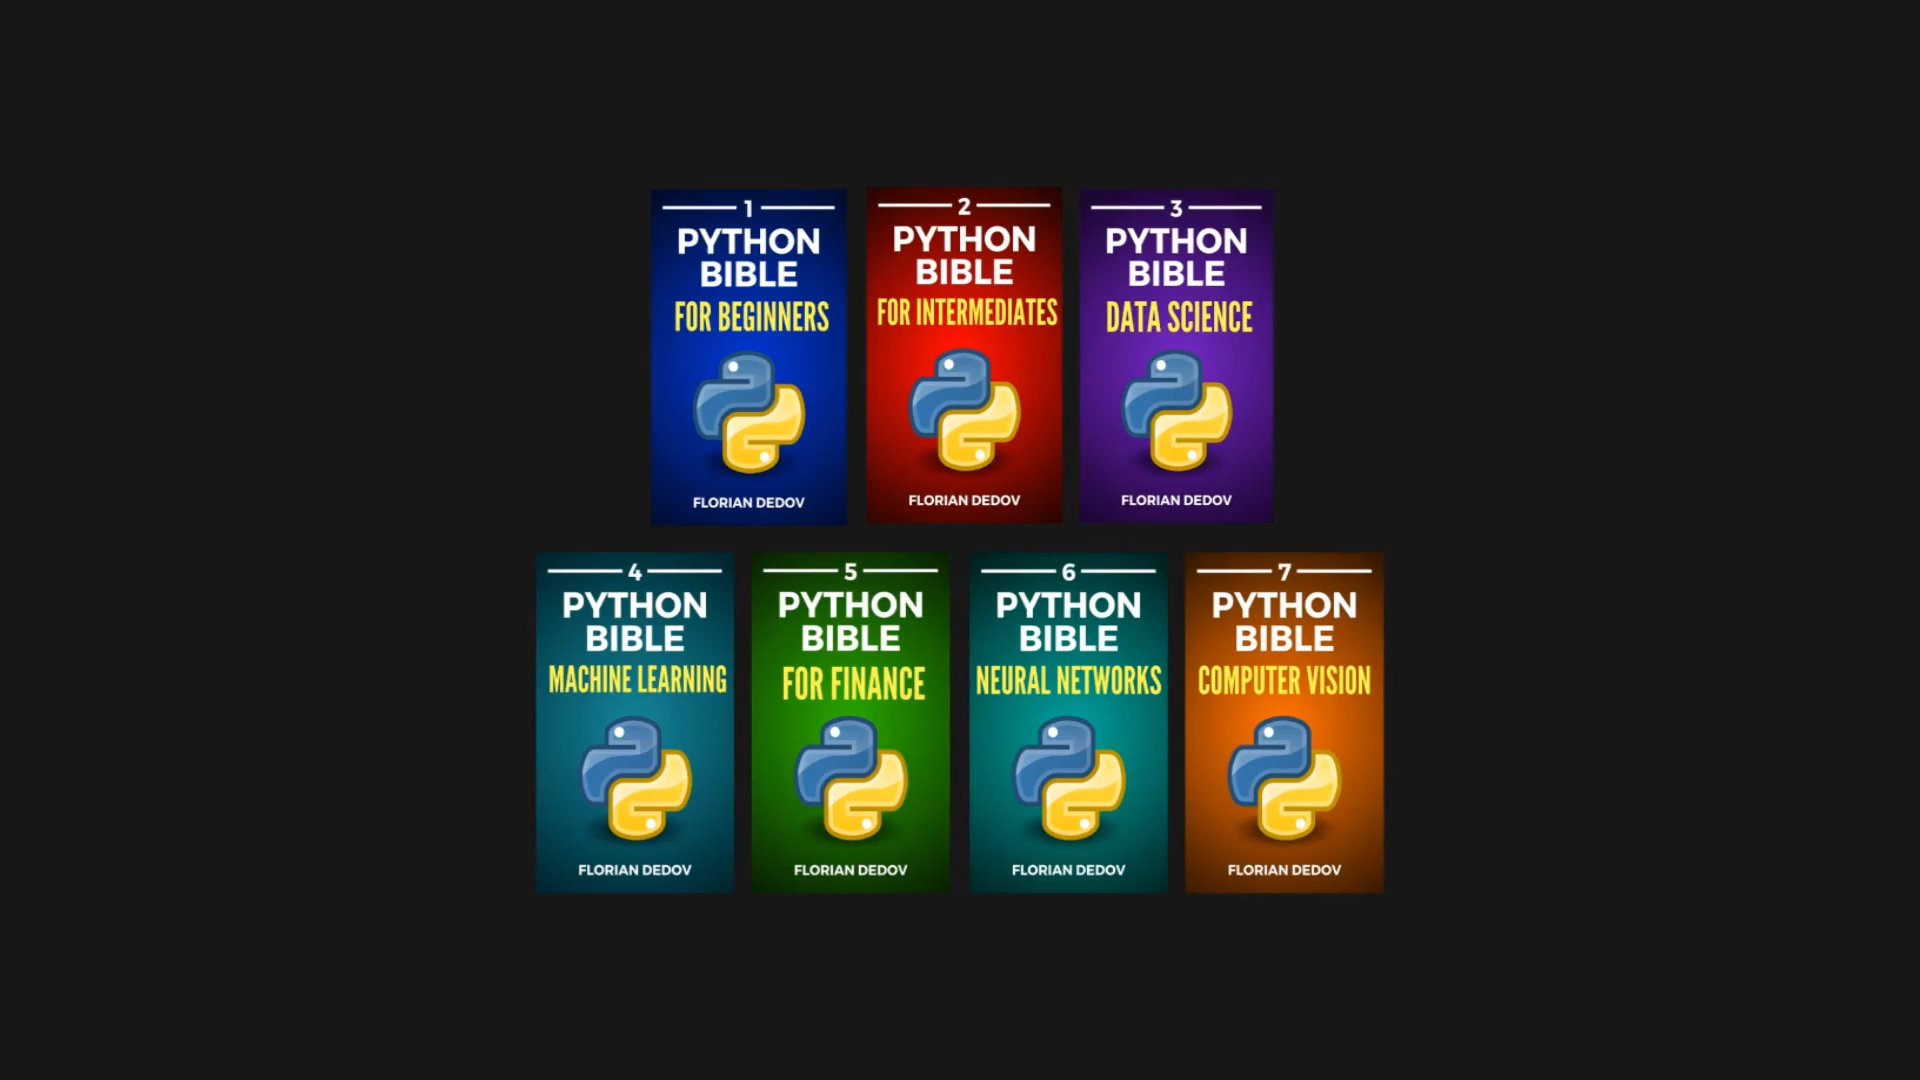 1
PYTHON
BIBLE
FOR BEGINNERS
FLORIAN DEDOV
2
PYTHON
BIBLE
FOR INTERMEDIATES
FLORIAN DEDOV
3
PYTHON
BIBLE
DATA SCIENCE
FLORIAN DEDOV
4
PYTHON
BIBLE
MACHINE LEARNING
FLORIAN DEDOV
5
PYTHON
BIBLE
FOR FINANCE
FLORIAN DEDOV
6
PYTHON
BIBLE
NEURAL NETWORKS
FLORIAN DEDOV
7
PYTHON
BIBLE
COMPUTER VISION
FLORIAN DEDOV